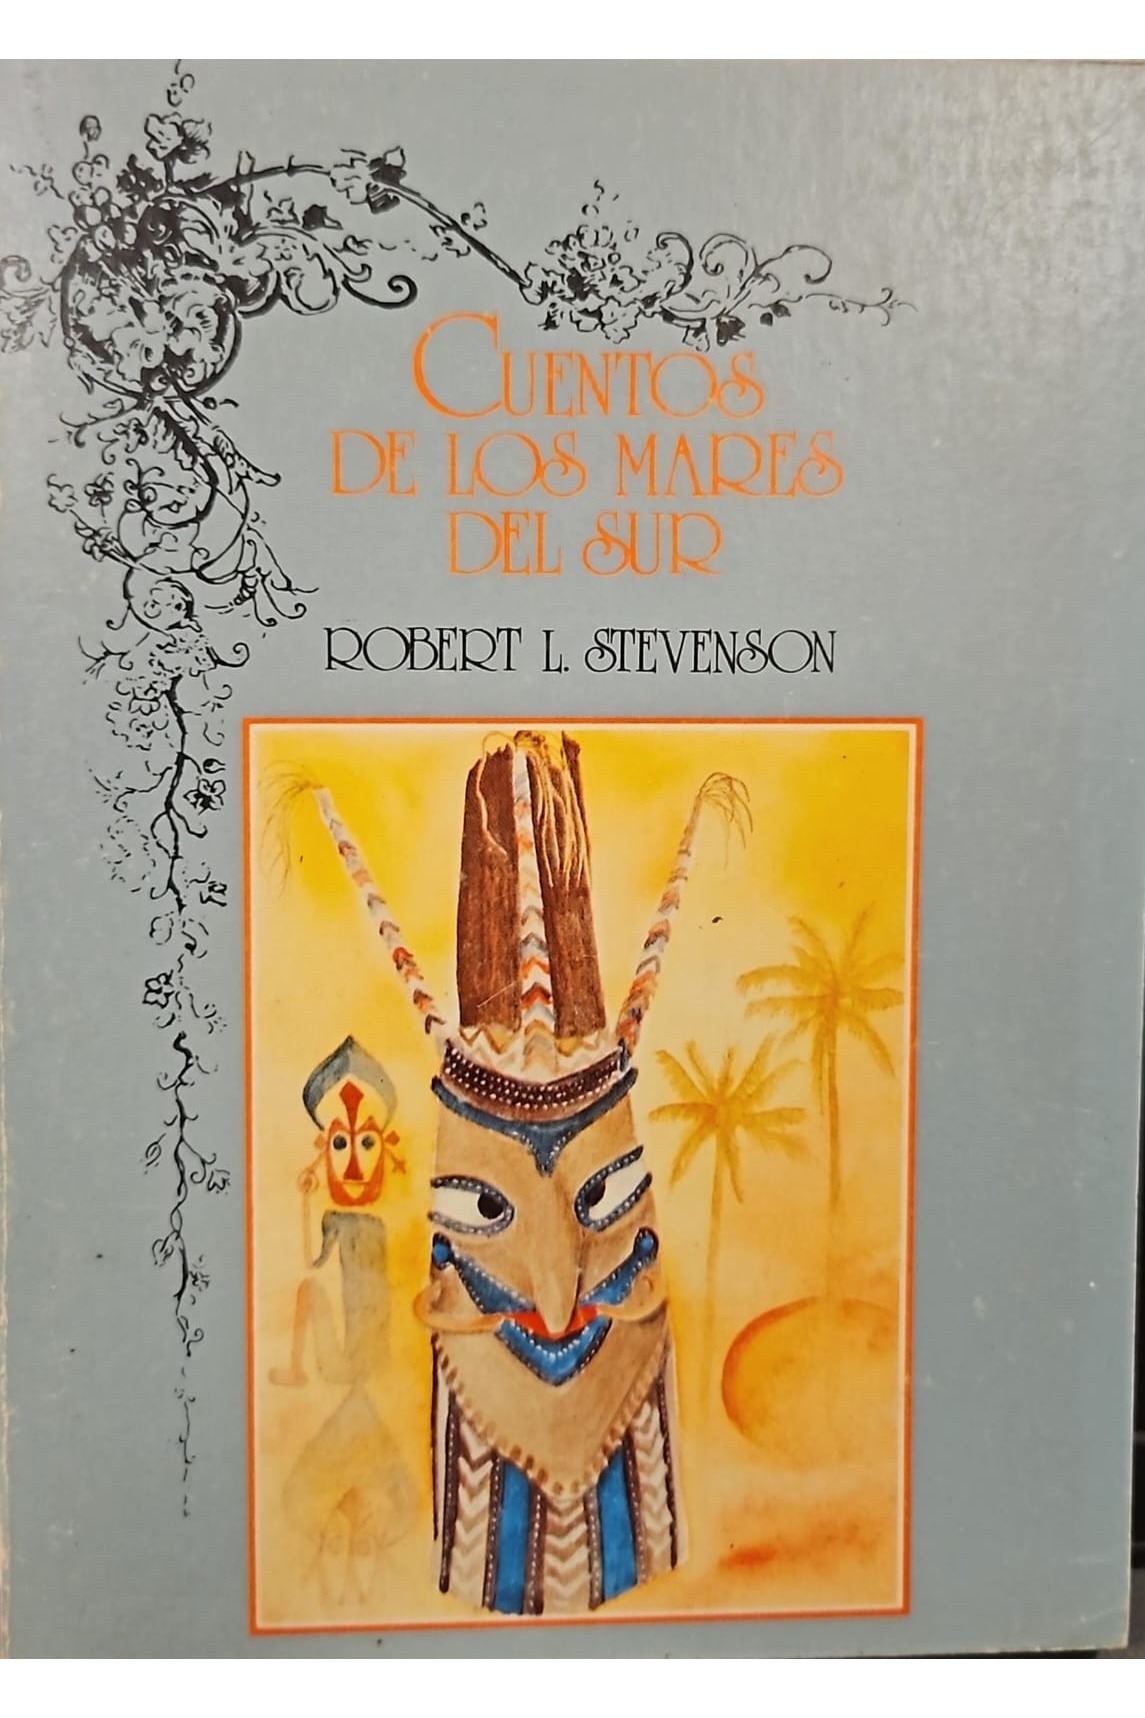 CUENTOS
DE LOS MARES
DEL SUR
ROBERT L. STEVENSON